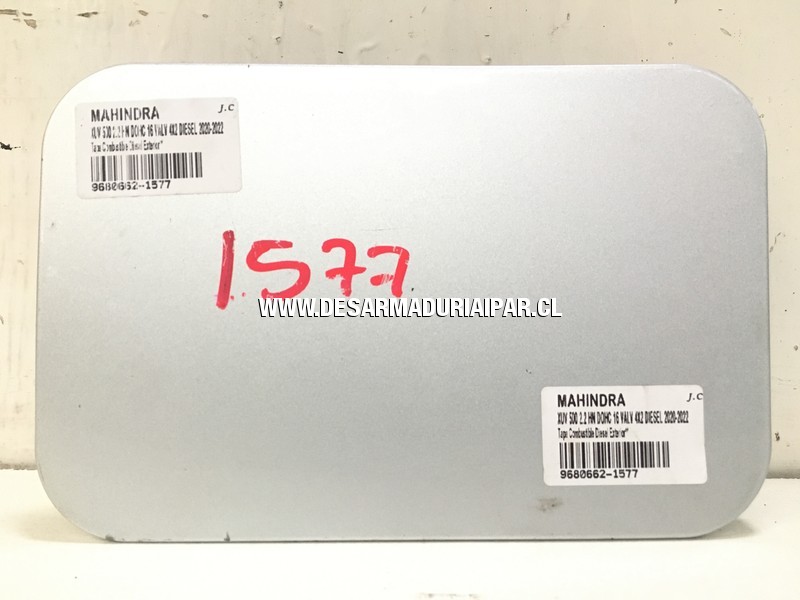 MAHINDRA J.C
XUV 500 2.2 HN DOHC 16 VALV 4X2 DIESEL 2020-2022
Tapa Combustible Diesel Exterior*
9680662-1577
1577
WWW.DESARMADURIAIPAR.CL
MAHINDRA J.C
XUV 500 2.2 HN DOHC 16 VALV 4X2 DIESEL 2020-2022
Tapa Combustible Diesel Exterior*
9680662-1577